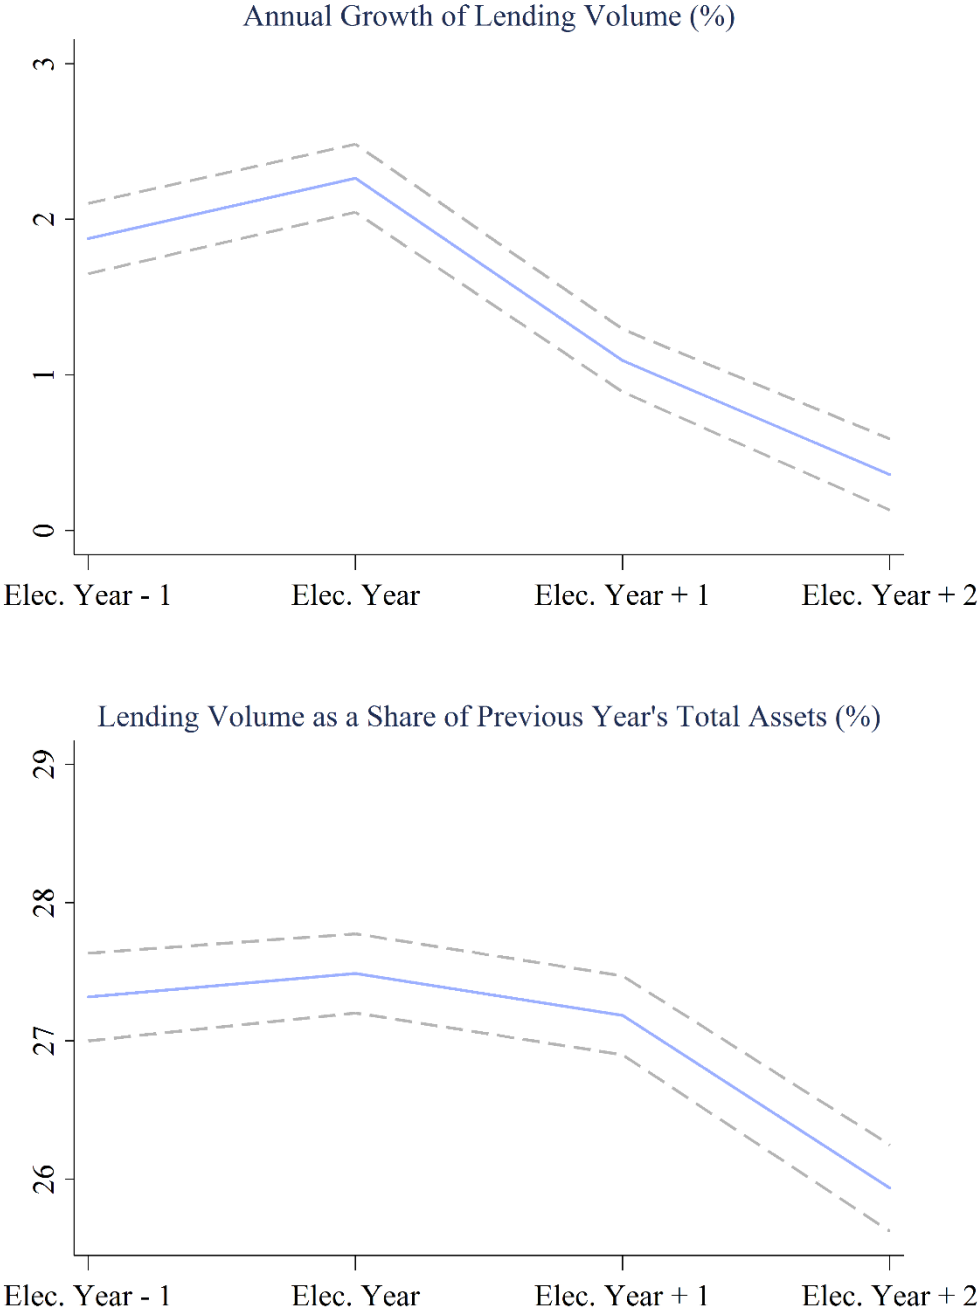 Annual Growth of Lending Volume (%)
3
2
1
0
Elec. Year - 1 Elec. Year Elec. Year + 1 Elec. Year + 2
Lending Volume as a Share of Previous Year's Total Assets (%)
29
28
27
26
Elec. Year - 1 Elec. Year Elec. Year + 1 Elec. Year + 2